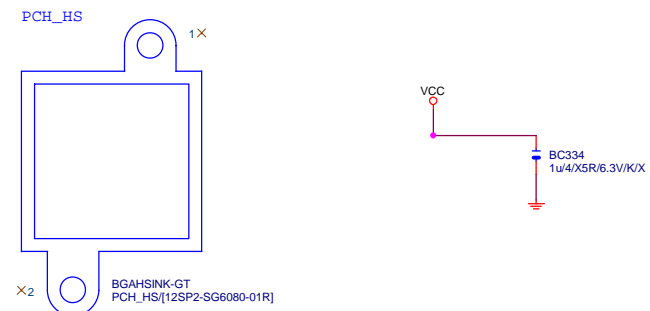 PCH_HS
1
VCC
BC334
1u/4/X5R/6.3V/K/X
2
BGAHSINK-GT
PCH_HS/[12SP2-SG6080-01R]